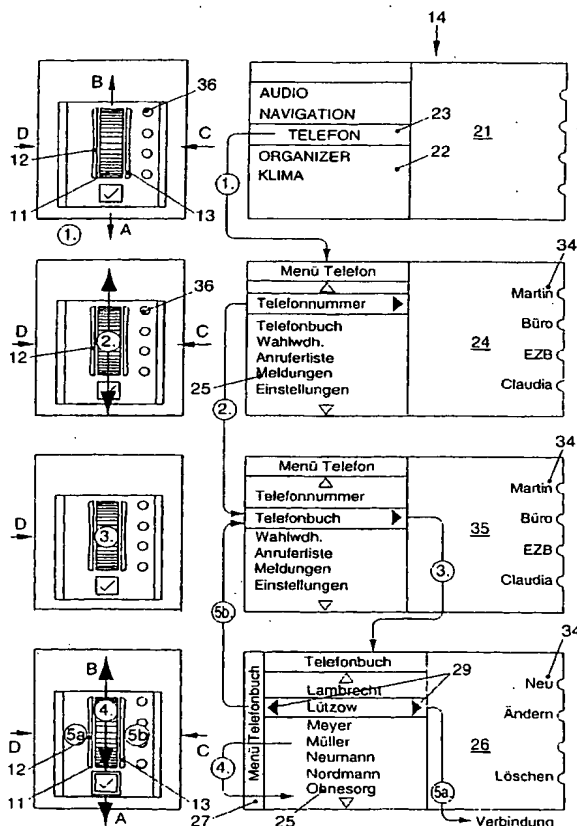 14
B
36
D
C
12
11
13
1.
A
AUDIO
NAVIGATION
TELEFON
ORGANIZER
KLIMA
23
22
21
1.
36
D
C
12
2.
Menü Telefon
Telefonnummer
Telefonbuch
Wahlwdh.
Anruferliste
Meldungen
Einstellungen
25
24
34
Martin
Büro
EZB
Claudia
2.
D
3.
Menü Telefon
Telefonnummer
Telefonbuch
Wahlwdh.
Anruferliste
Meldungen
Einstellungen
35
34
Martin
Büro
EZB
Claudia
3.
5b.
B
4.
5a
5b
D
C
12
11
13
A
Menü Telefonbuch
Telefonbuch
Lambrecht
Lützow
Meyer
Müller
Neumann
Nordmann
Ohnesorg
29
26
34
Neu
Ändern
Löschen
4.
27
25
5a.
Verbindung